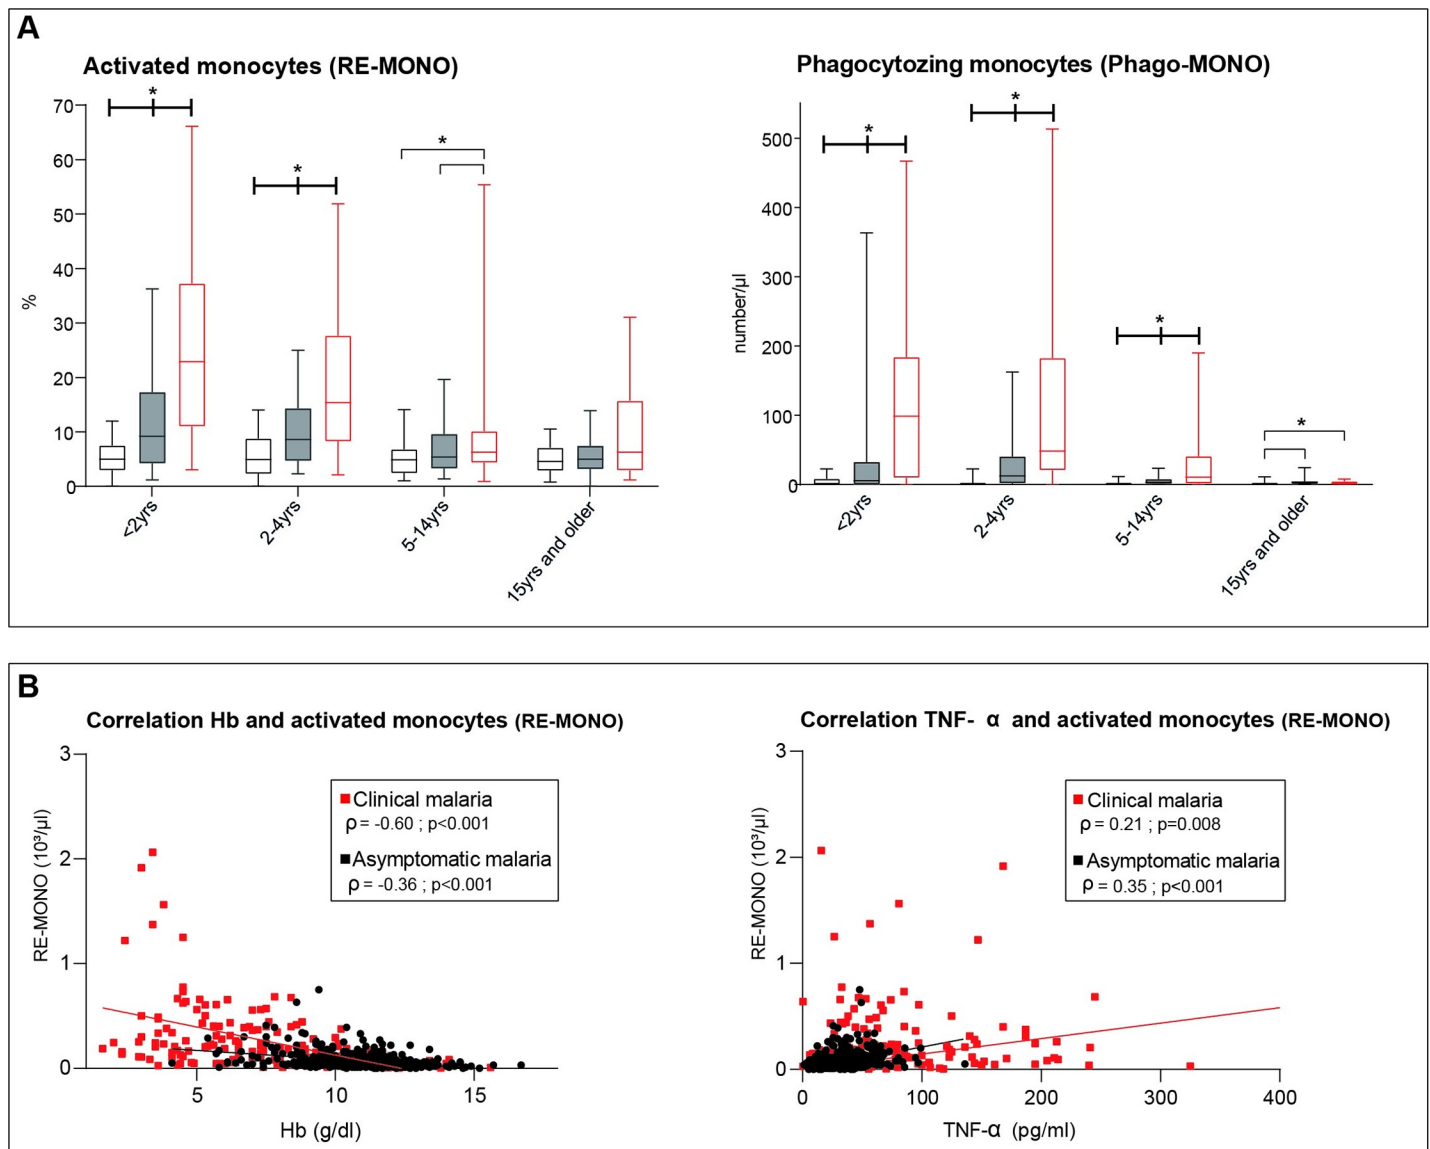 A
Activated monocytes (RE-MONO)
%
70
60
50
40
30
20
10
0
*
*
*
<2yrs
2-4yrs
5-14yrs
15yrs and older
Phagocytozing monocytes (Phago-MONO)
number/µl
500
400
300
200
100
0
*
*
*
*
<2yrs
2-4yrs
5-14yrs
15yrs and older
B
Correlation Hb and activated monocytes (RE-MONO)
RE-MONO (10³/µl)
3
2
1
0
Clinical malaria
ρ = -0.60 ; p<0.001
Asymptomatic malaria
ρ = -0.36 ; p<0.001
5
10
15
Hb (g/dl)
Correlation TNF- α and activated monocytes (RE-MONO)
RE-MONO (10³/µl)
3
2
1
0
Clinical malaria
ρ = 0.21 ; p=0.008
Asymptomatic malaria
ρ = 0.35 ; p<0.001
0
100
200
300
400
TNF-α (pg/ml)